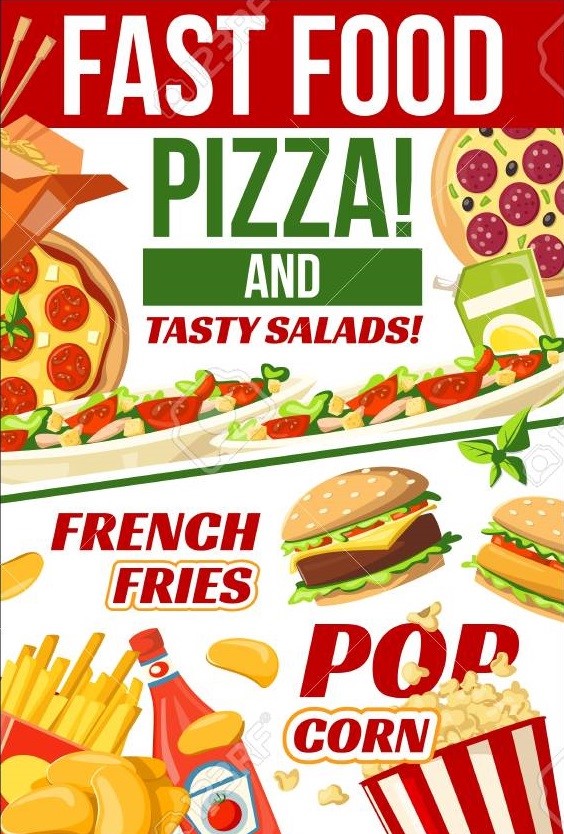 FAST FOOD
PIZZA!
AND
TASTY SALADS!
FRENCH
FRIES
POP
CORN